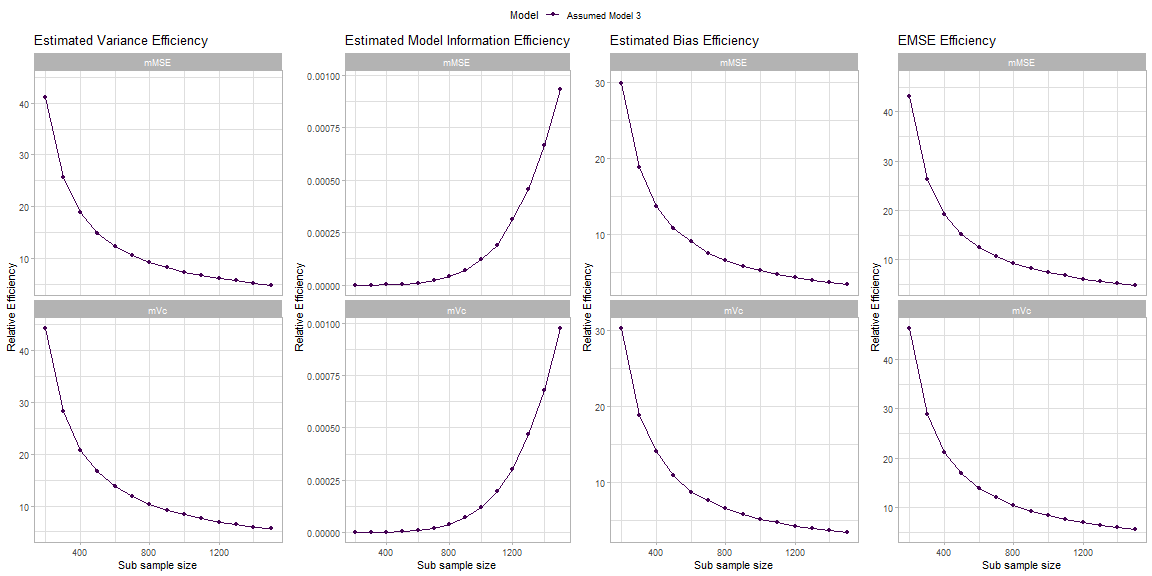 Model Assumed Model 3
Estimated Variance Efficiency
mMSE
40
30
20
10
mVc
40
30
20
10
400 800 1200
Sub sample size
Relative Efficiency
Estimated Model Information Efficiency
mMSE
0.00100
0.00075
0.00050
0.00025
0.00000
mVc
0.00100
0.00075
0.00050
0.00025
0.00000
400 800 1200
Sub sample size
Relative Efficiency
Estimated Bias Efficiency
mMSE
30
20
10
mVc
30
20
10
400 800 1200
Sub sample size
Relative Efficiency
EMSE Efficiency
mMSE
40
30
20
10
mVc
40
30
20
10
400 800 1200
Sub sample size
Relative Efficiency